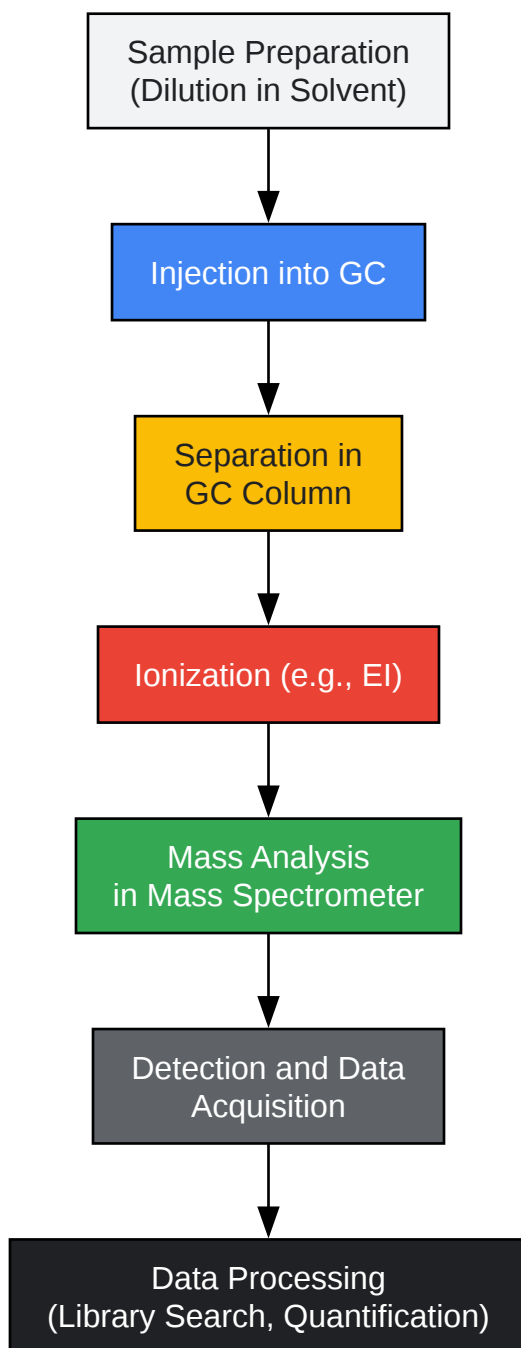 Sample Preparation
(Dilution in Solvent)
Injection into GC
Separation in
GC Column
Ionization (e.g., EI)
Mass Analysis
in Mass Spectrometer
Detection and Data
Acquisition
Data Processing
(Library Search, Quantification)